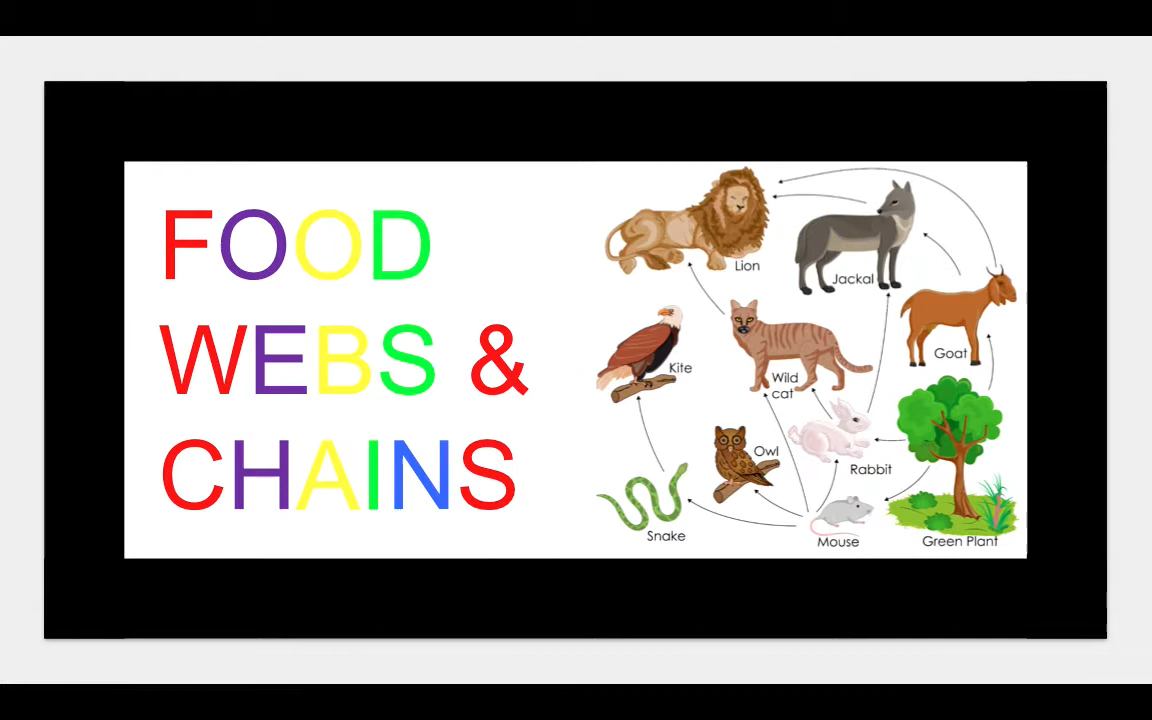 FOOD
WEBS &
CHAINS
Lion
Jackal
Goat
Kite
Wild
cat
Owl
Rabbit
Snake
Mouse
Green Plant